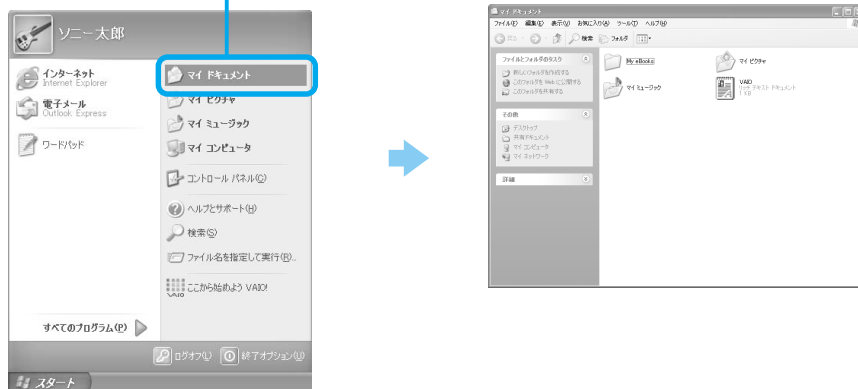 ソニー太郎
インターネット
Internet Explorer
電子メール
Outlook Express
ワードパッド
すべてのプログラム(P)
マイ ドキュメント
マイ ピクチャ
マイ ミュージック
マイ コンピュータ
コントロール パネル(C)
ヘルプとサポート(H)
検索(S)
ファイル名を指定して実行(R)...
ここから始めよう VAIO!
VAIO
ログオフ(L) 終了オプション(U)
スタート
マイ ドキュメント
ファイル(F) 編集(E) 表示(V) お気に入り(A) ツール(T) ヘルプ(H)
戻る 検索 フォルダ
ファイルとフォルダのタスク
新しいフォルダを作成する
このフォルダを Web に公開する
このフォルダを共有する
その他
デスクトップ
共有ドキュメント
マイ コンピュータ
マイ ネットワーク
詳細
My eBooks
マイ ピクチャ
マイ ミュージック
VAIO
リッチ テキスト ドキュメント
1 KB